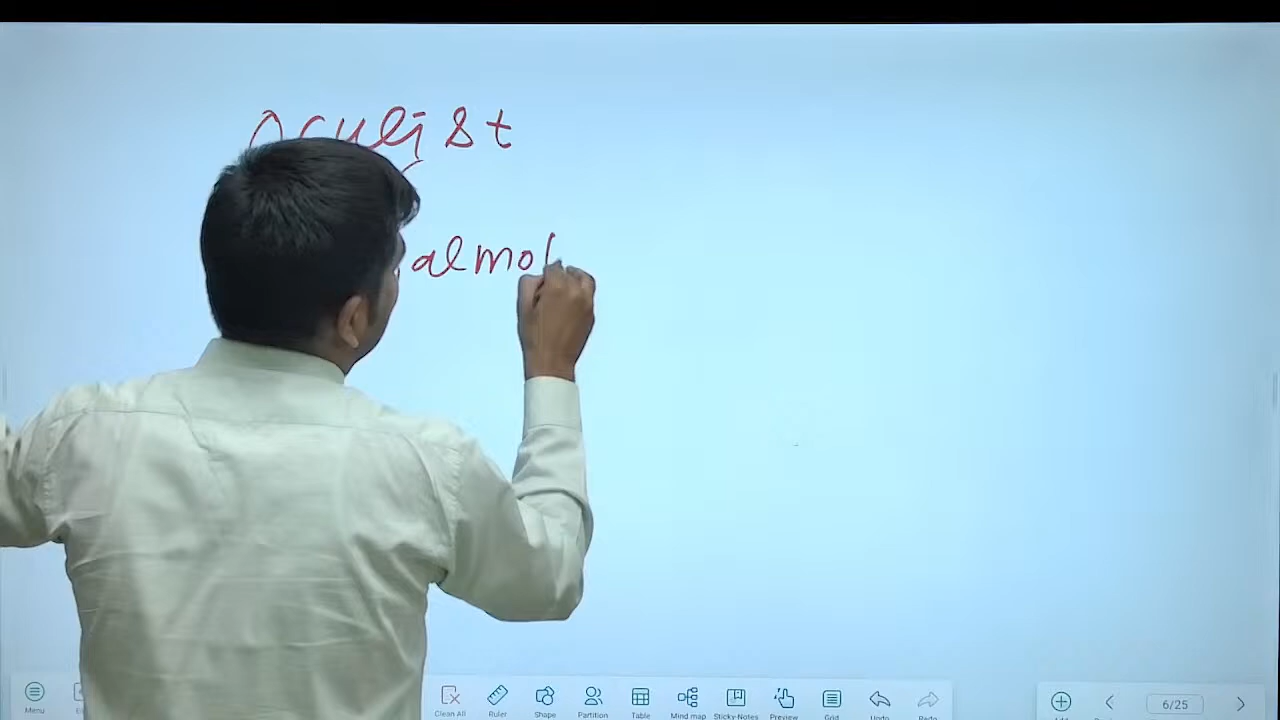 Oculist
almol
Menu
Clean All
Ruler
Shape
Partition
Table
Mind map
Sticky-Notes
Preview
Grid
Undo
Redo
6/25